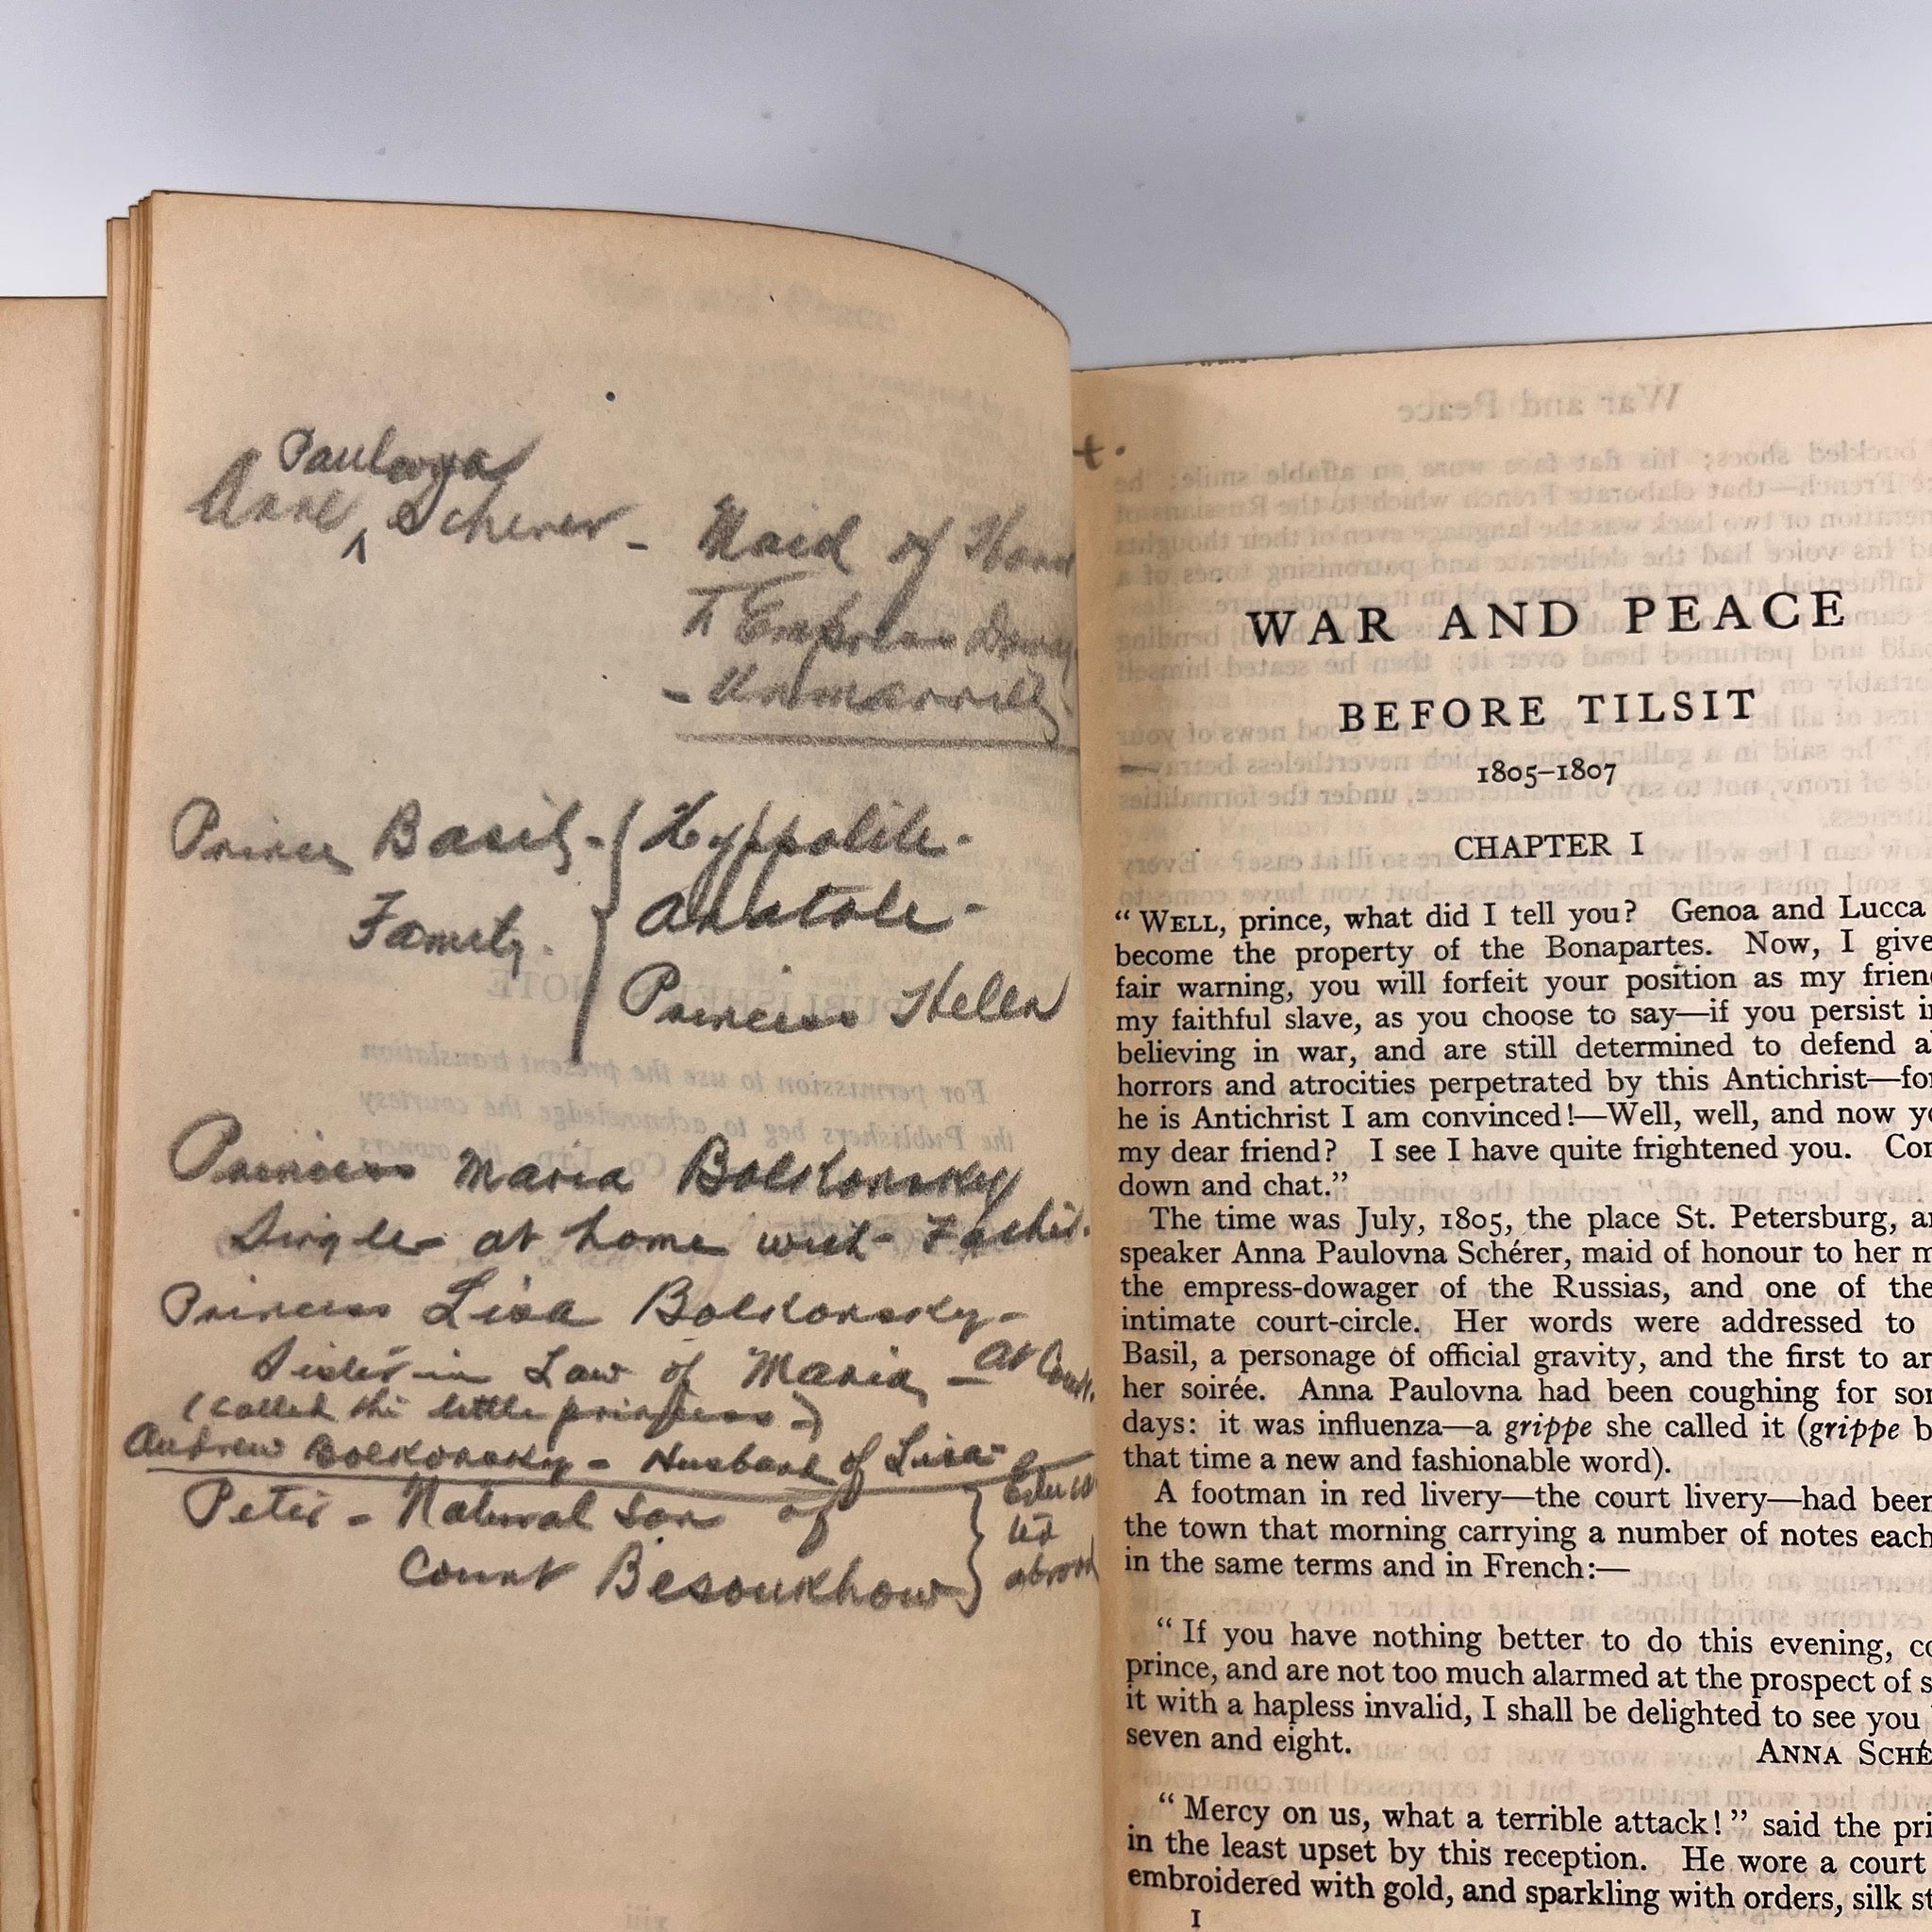 Paulovna
Anne ^ Scherer - Maid of Hono
To Empress Dowag
- Unmarried
Prince Basil - { Hyppolite -
Family. Anatole -
Princess Helen
Princess Maria Bolkonsky
Single at home with Father.
Princess Lisa Bolkonsky -
Sister in Law of Maria - at Court.
(called the little princess -)
Andrew Bolkonsky - Husband of Lisa -
Peter - Natural son of } Educa
ted
Count Besoukhow abroad
WAR AND PEACE
BEFORE TILSIT
1805–1807
CHAPTER I
“WELL, prince, what did I tell you? Genoa and Lucca
become the property of the Bonapartes. Now, I give
fair warning, you will forfeit your position as my frien
my faithful slave, as you choose to say—if you persist i
believing in war, and are still determined to defend a
horrors and atrocities perpetrated by this Antichrist—fo
he is Antichrist I am convinced!—Well, well, and now y
my dear friend? I see I have quite frightened you. Co
down and chat.”
The time was July, 1805, the place St. Petersburg, a
speaker Anna Paulovna Schérer, maid of honour to her m
the empress-dowager of the Russias, and one of the
intimate court-circle. Her words were addressed to
Basil, a personage of official gravity, and the first to ar
her soirée. Anna Paulovna had been coughing for so
days: it was influenza—a grippe she called it (grippe b
that time a new and fashionable word).
A footman in red livery—the court livery—had been
the town that morning carrying a number of notes each
in the same terms and in French:—
“If you have nothing better to do this evening, co
prince, and are not too much alarmed at the prospect of s
it with a hapless invalid, I shall be delighted to see you
seven and eight.
ANNA SCHÉ
“Mercy on us, what a terrible attack!” said the pri
in the least upset by this reception. He wore a court
embroidered with gold, and sparkling with orders, silk st
I